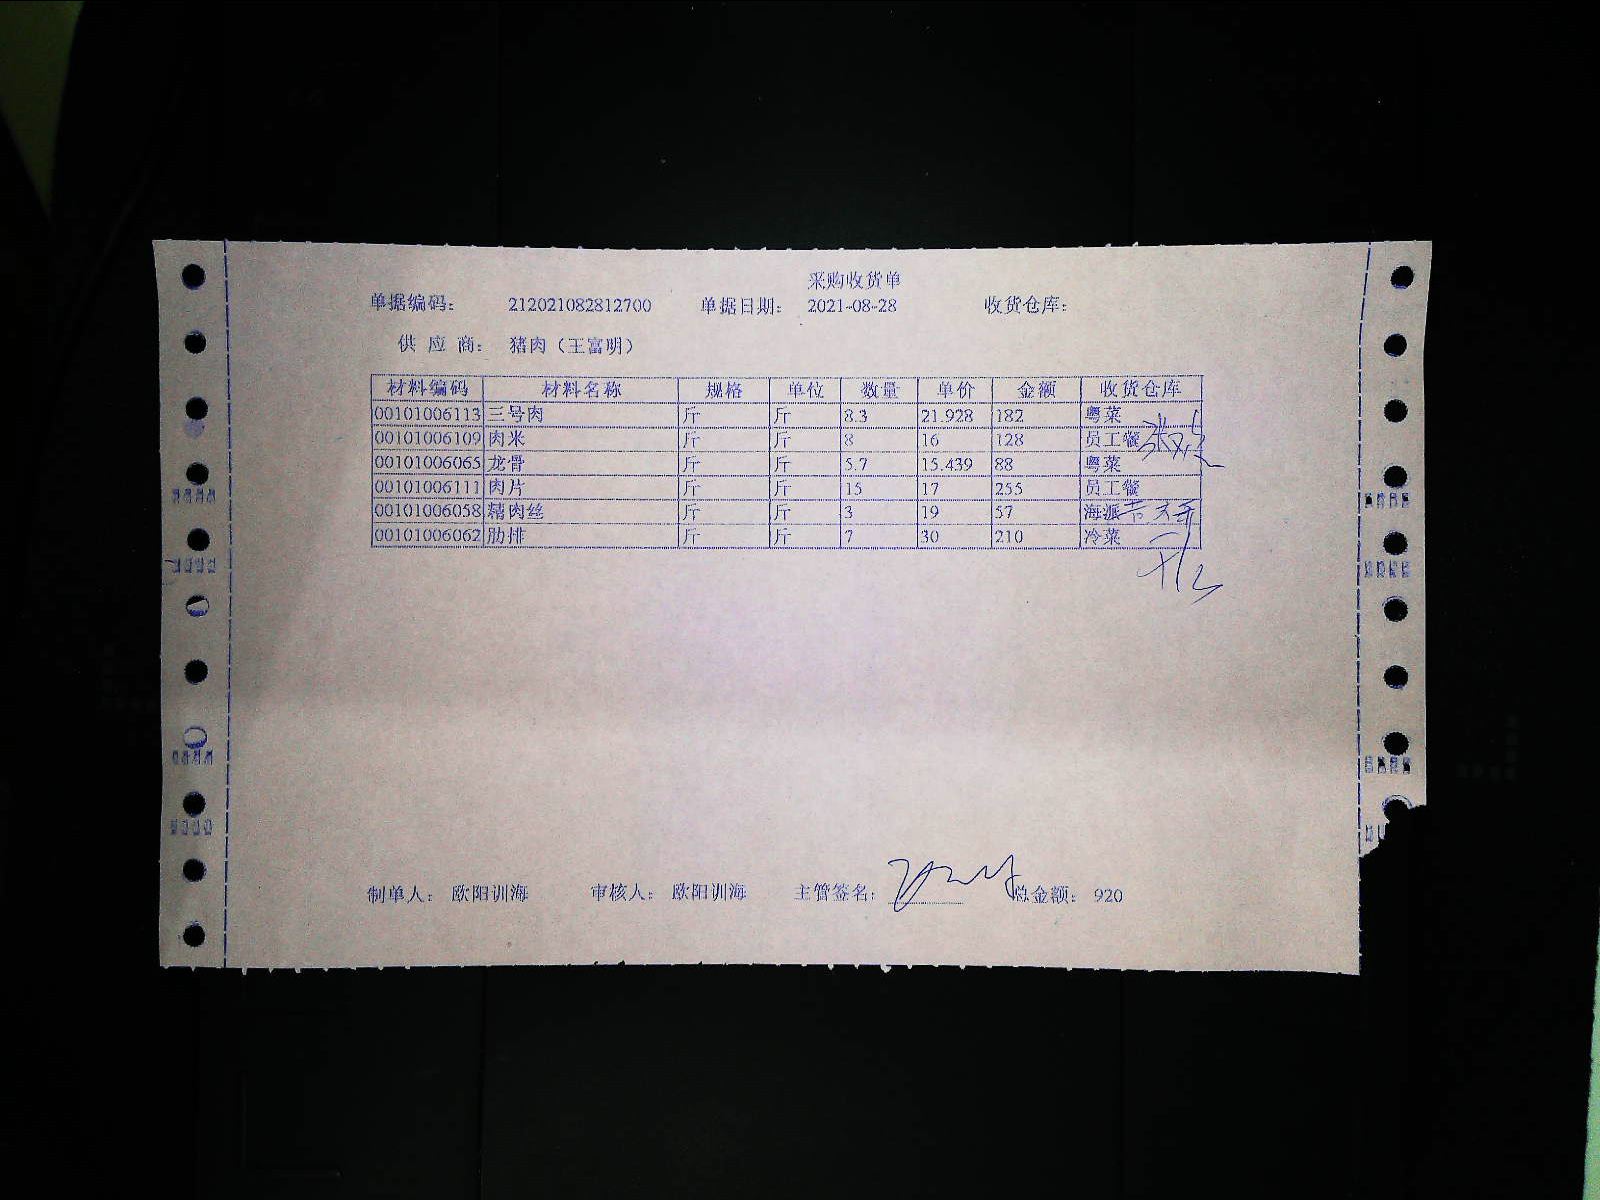 采购收货单
单据编码： 212021082812700 单据日期： 2021-08-28 收货仓库：
供 应 商： 猪肉（王富明）
材料编码 材料名称 规格 单位 数量 单价 金额 收货仓库
00101006113 三号肉 斤 斤 8.3 21.928 182 粤菜
00101006109 肉米 斤 斤 8 16 128 员工餐
00101006065 龙骨 斤 斤 5.7 15.439 88 粤菜
00101006111 肉片 斤 斤 15 17 255 员工餐
00101006058 精肉丝 斤 斤 3 19 57 海派
00101006062 肋排 斤 斤 7 30 210 冷菜
制单人： 欧阳训海 审核人： 欧阳训海 主管签名： 总金额： 920